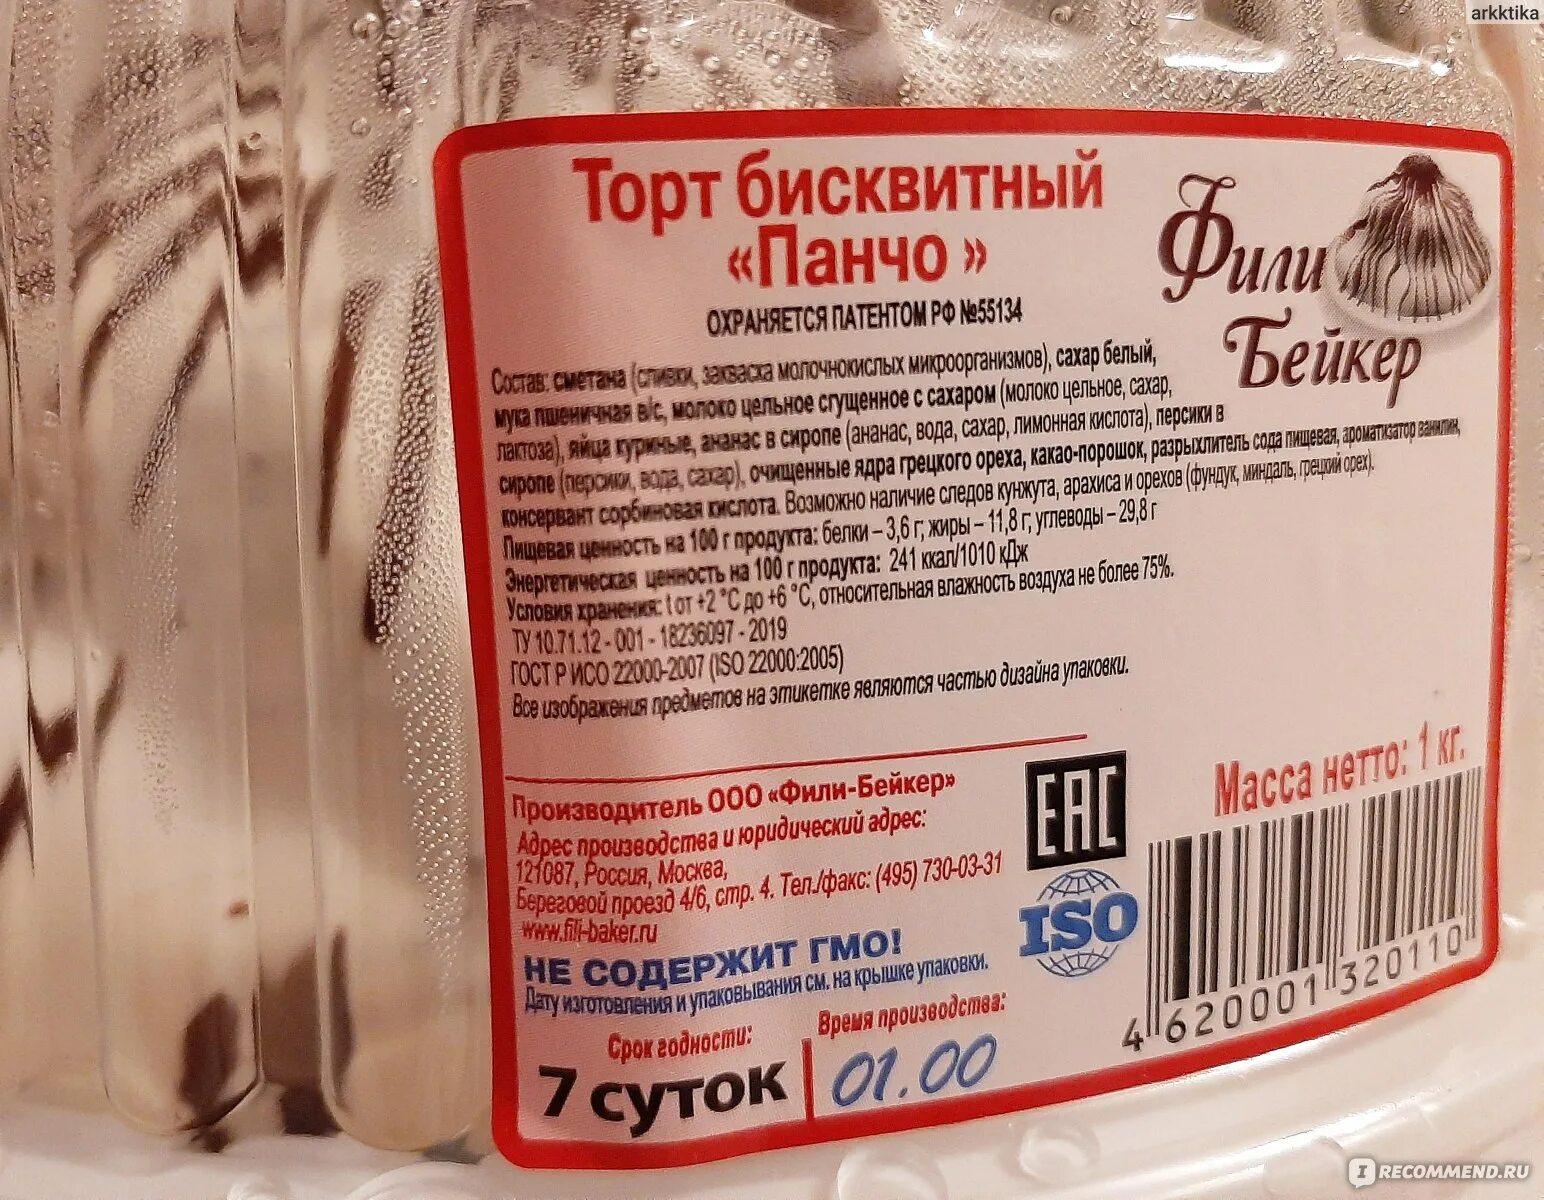 arkktika
Торт бисквитный
«Панчо »
ОХРАНЯЕТСЯ ПАТЕНТОМ РФ №55134
Фили
Бейкер
Состав: сметана (сливки, закваска молочнокислых микроорганизмов), сахар белый,
мука пшеничная в/с, молоко цельное сгущенное с сахаром (молоко цельное, сахар,
лактоза), яйца куриные, ананас в сиропе (ананас, вода, сахар, лимонная кислота), персики в
сиропе (персики, вода, сахар), очищенные ядра грецкого ореха, какао-порошок, разрыхлитель сода пищевая, ароматизатор ванилин,
консервант сорбиновая кислота. Возможно наличие следов кунжута, арахиса и орехов (фундук, миндаль, грецкий орех).
Пищевая ценность на 100 г продукта: белки – 3,6 г; жиры – 11,8 г; углеводы – 29,8 г
Энергетическая ценность на 100 г продукта: 241 ккал/1010 кДж
Условия хранения: t от +2 °С до +6 °С, относительная влажность воздуха не более 75%.
ТУ 10.71.12 - 001 - 18236097 - 2019
ГОСТ Р ИСО 22000-2007 (ISO 22000:2005)
Все изображения предметов на этикетке являются частью дизайна упаковки.
Производитель ООО «Фили-Бейкер»
Адрес производства и юридический адрес:
121087, Россия, Москва,
Береговой проезд 4/6, стр. 4. Тел./факс: (495) 730-03-31
www.fili-baker.ru
НЕ СОДЕРЖИТ ГМО!
Дату изготовления и упаковывания см. на крышке упаковки.
Срок годности:
7 суток
Время производства:
01.00
EAC
ISO
Масса нетто: 1 кг.
4 620001 320110
IRECOMMEND.RU